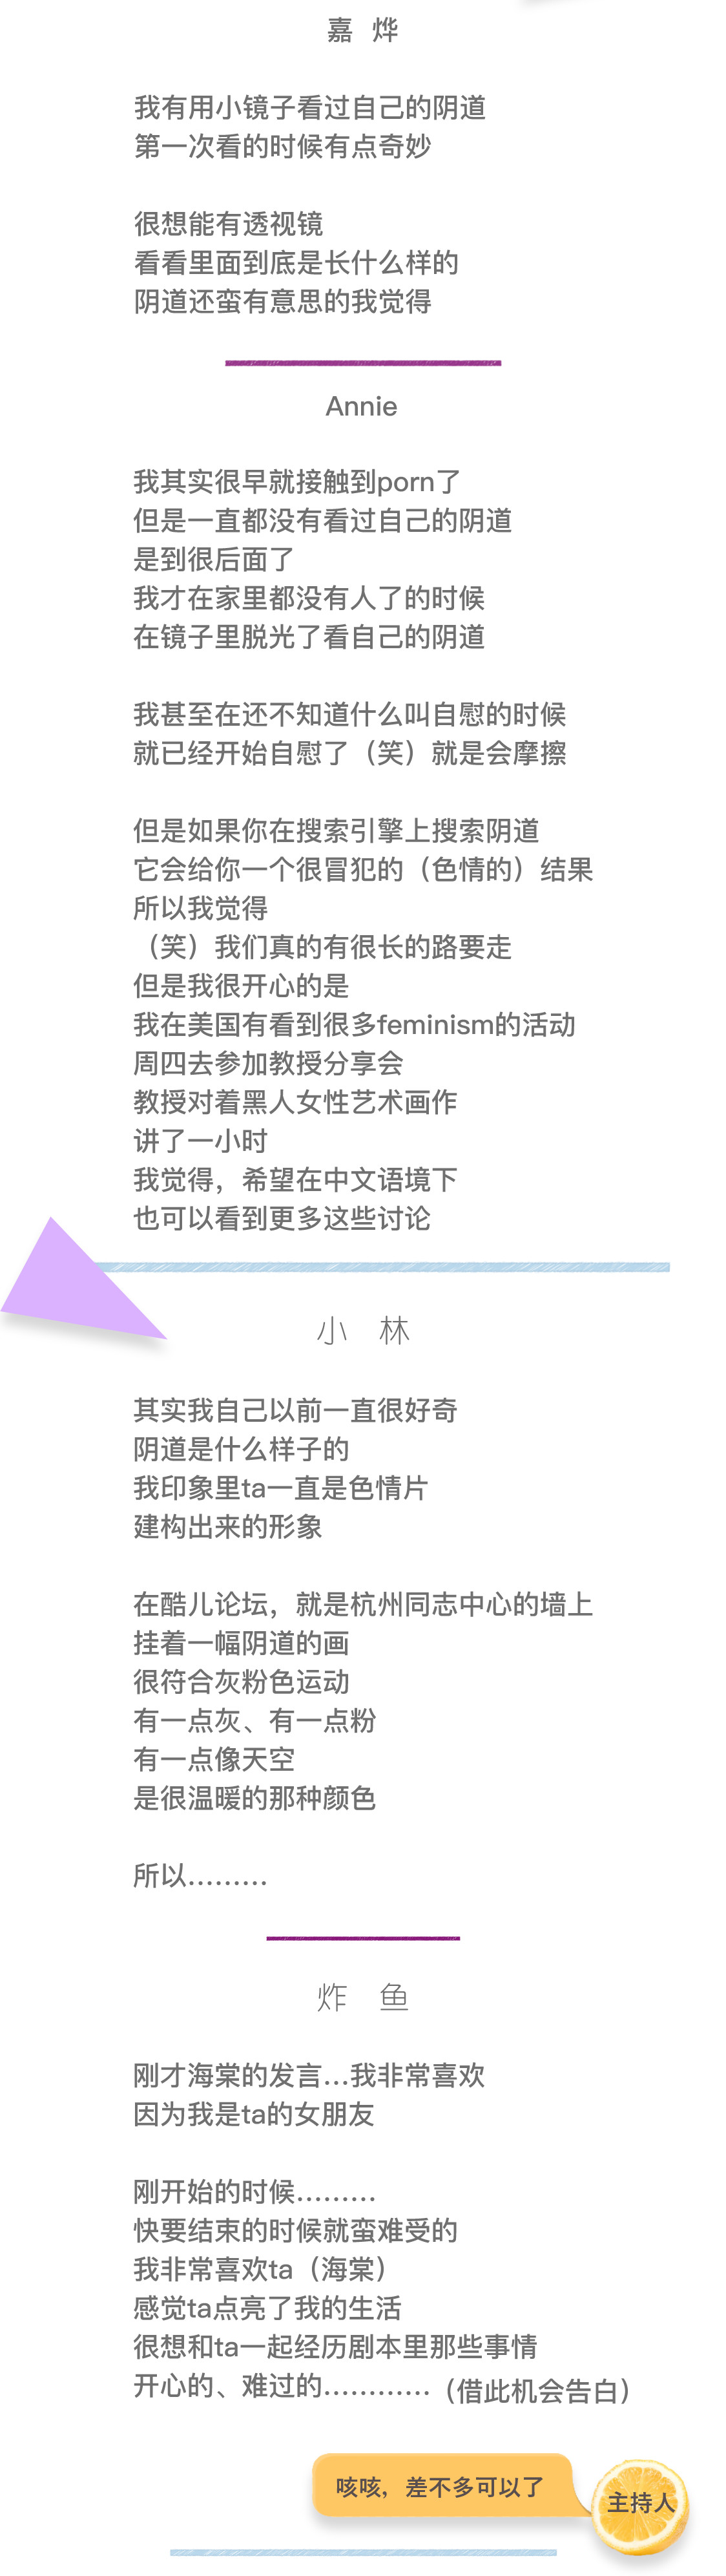 嘉 烨
我有用小镜子看过自己的阴道
第一次看的时候有点奇妙
很想能有透视镜
看看里面到底是长什么样的
阴道还蛮有意思的我觉得
Annie
我其实很早就接触到porn了
但是一直都没有看过自己的阴道
是到很后面了
我才在家里都没有人了的时候
在镜子里脱光了看自己的阴道
我甚至在还不知道什么叫自慰的时候
就已经开始自慰了（笑）就是会摩擦
但是如果你在搜索引擎上搜索阴道
它会给你一个很冒犯的（色情的）结果
所以我觉得
（笑）我们真的有很长的路要走
但是我很开心的是
我在美国有看到很多feminism的活动
周四去参加教授分享会
教授对着黑人女性艺术画作
讲了一小时
我觉得，希望在中文语境下
也可以看到更多这些讨论
小 林
其实我自己以前一直很好奇
阴道是什么样子的
我印象里ta一直是色情片
建构出来的形象
在酷儿论坛，就是杭州同志中心的墙上
挂着一幅阴道的画
很符合灰粉色运动
有一点灰、有一点粉
有一点像天空
是很温暖的那种颜色
所以………
炸 鱼
刚才海棠的发言…我非常喜欢
因为我是ta的女朋友
刚开始的时候………
快要结束的时候就蛮难受的
我非常喜欢ta（海棠）
感觉ta点亮了我的生活
很想和ta一起经历剧本里那些事情
开心的、难过的…………（借此机会告白）
咳咳，差不多可以了
主持人